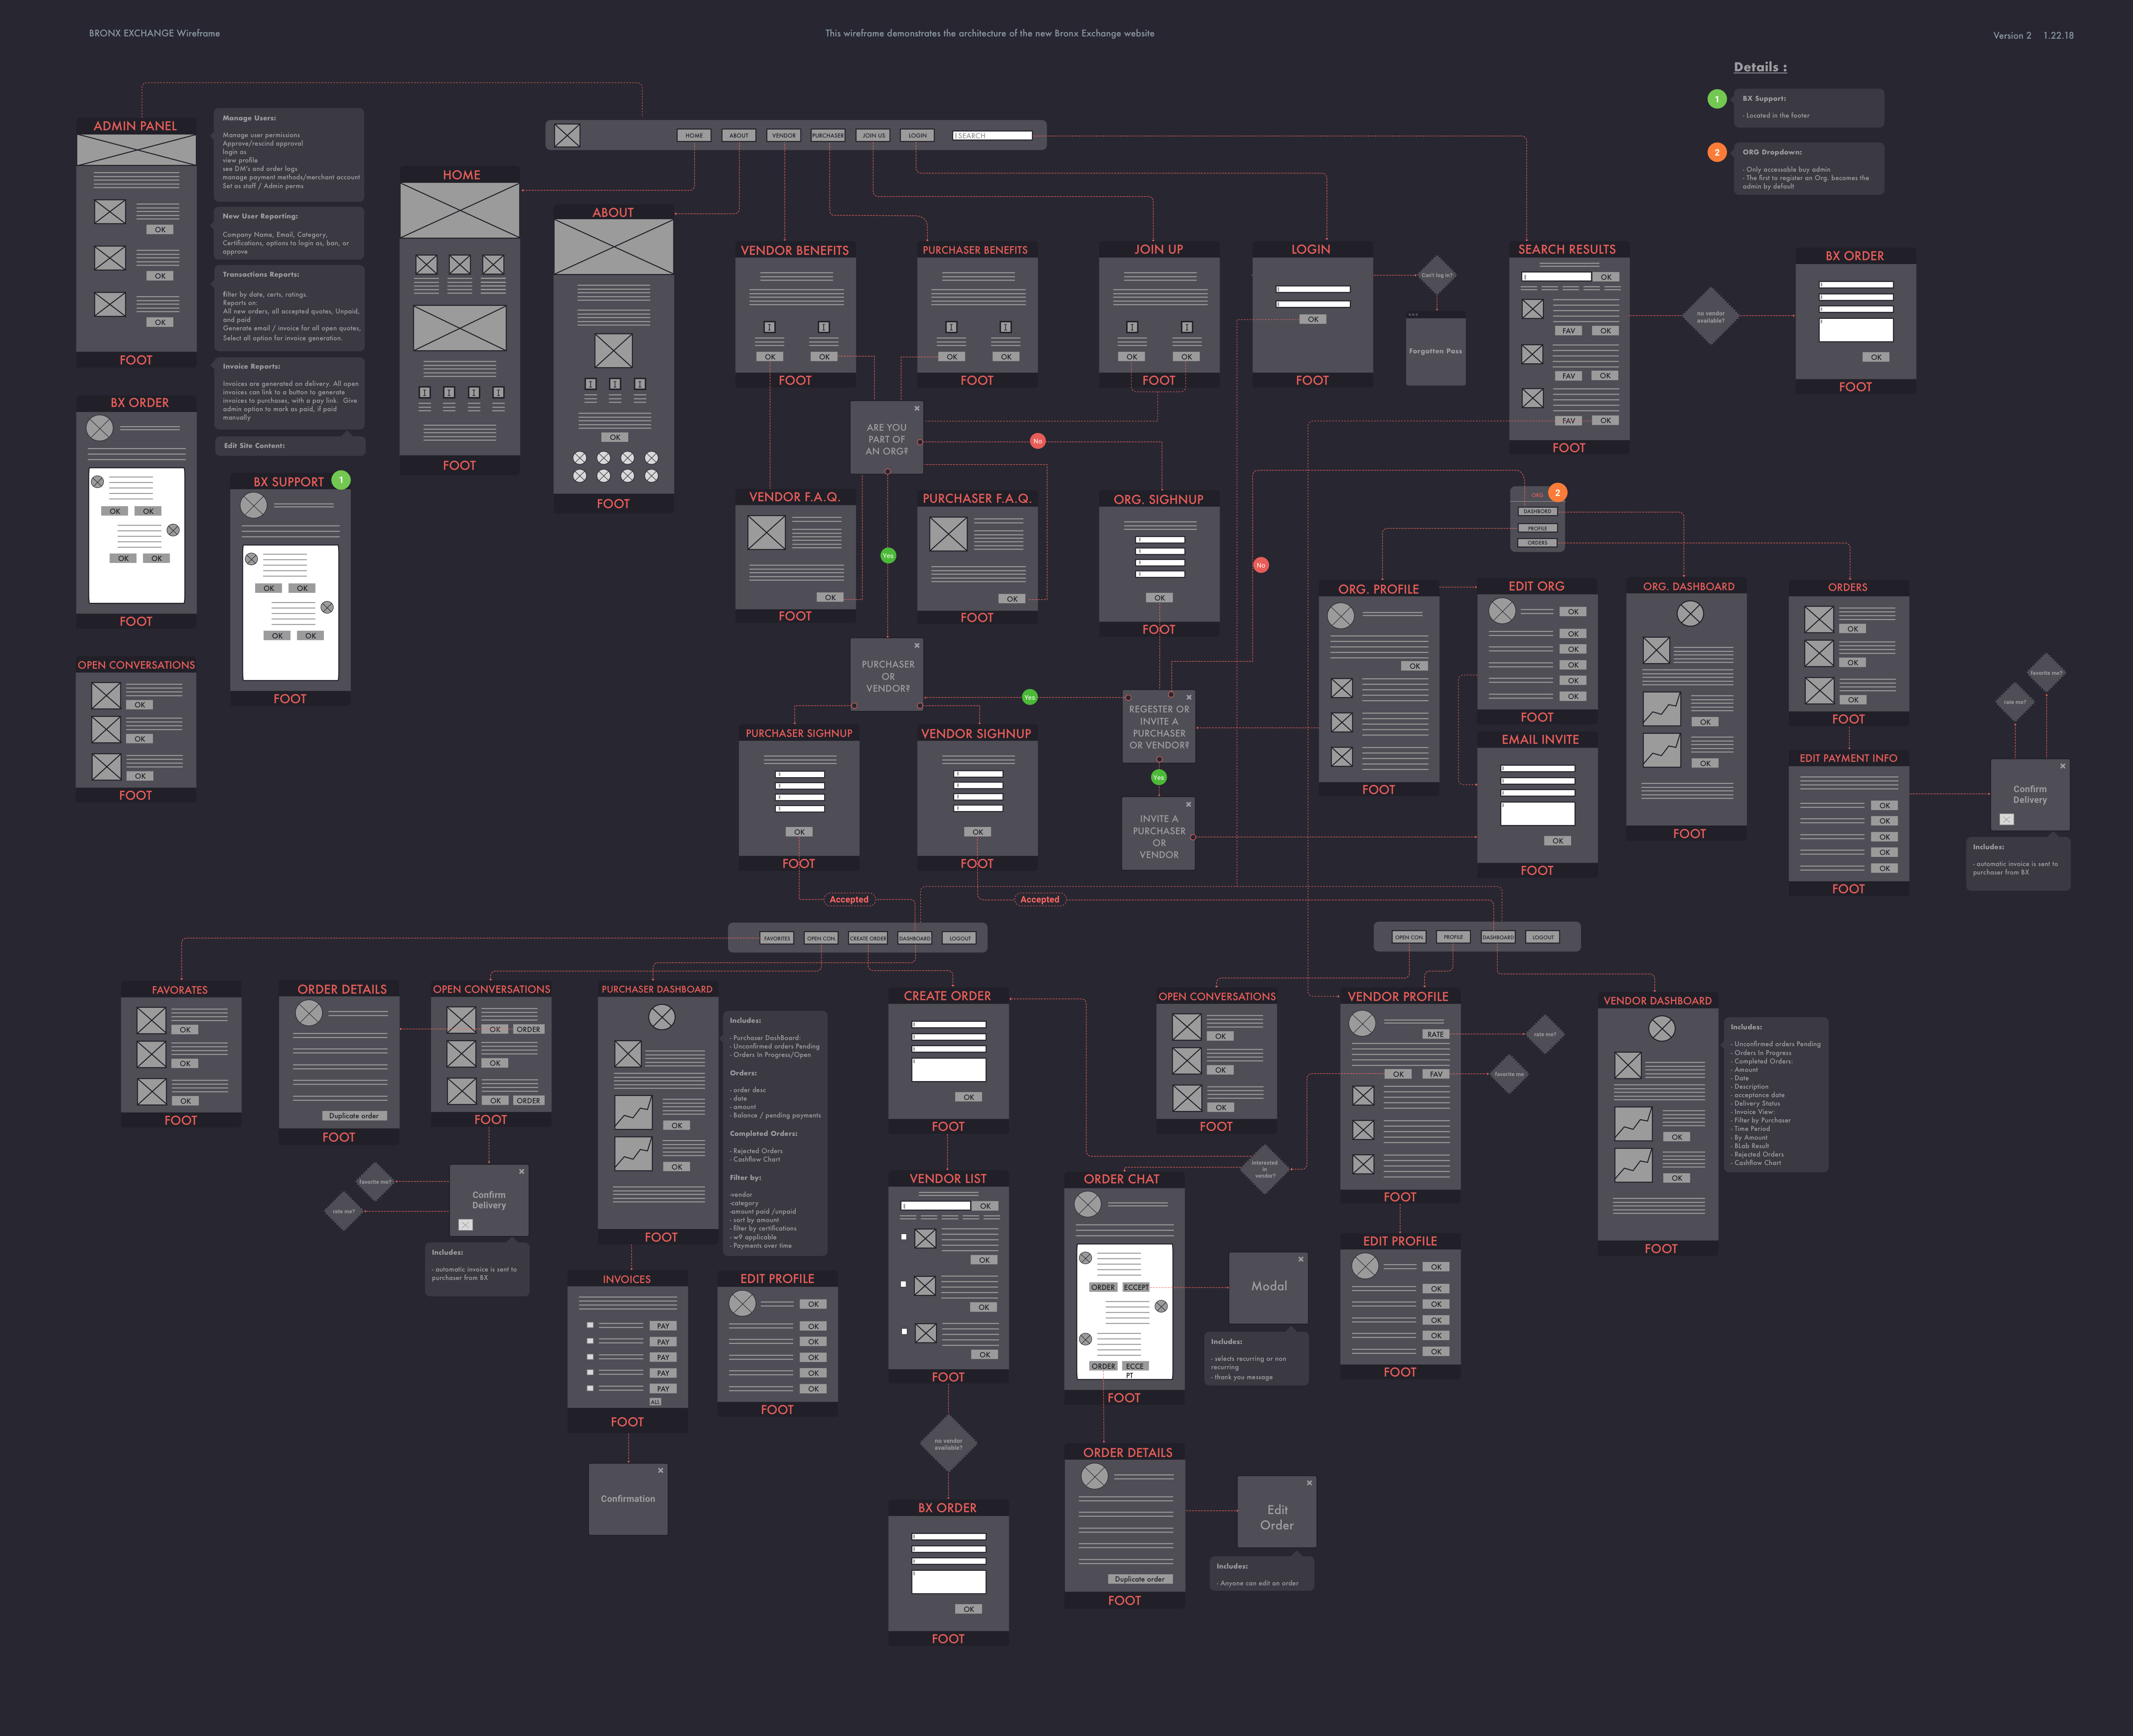 BRONX EXCHANGE Wireframe
This wireframe demonstrates the architecture of the new Bronx Exchange website
Version 2 1.22.18
Details :
1
BX Support:
- Located in the footer
2
ORG Dropdown:
- Only accessable buy admin
- The first to register an Org. becomes the
admin by default
HOME
ABOUT
VENDOR
PURCHASER
JOIN US
LOGIN
SEARCH
ADMIN PANEL
OK
OK
OK
FOOT
Manage Users:
Manage user permissions
Approve/rescind approval
login as
view profile
see DM's and order logs
manage payment methods/merchant account
Set as staff / Admin perms
New User Reporting:
Company Name, Email, Category,
Certifications, options to login as, ban, or
approve
Transactions Reports:
filter by date, certs, ratings.
Reports on:
All new orders, all accepted quotes, Unpaid,
and paid
Generate email / invoice for all open quotes,
Select all option for invoice generation.
Invoice Reports:
Invoices are generated on delivery. All open
invoices can link to a button to generate
invoices to purchases, with a pay link. Give
admin option to mark as paid, if paid
manually
Edit Site Content:
BX ORDER
OK
OK
OK
OK
FOOT
BX SUPPORT
1
OK
OK
OK
OK
FOOT
OPEN CONVERSATIONS
OK
OK
OK
FOOT
HOME
FOOT
ABOUT
OK
FOOT
VENDOR BENEFITS
OK
OK
FOOT
PURCHASER BENEFITS
OK
OK
FOOT
JOIN UP
OK
OK
FOOT
LOGIN
OK
FOOT
Can't log in?
Forgotten Pass
SEARCH RESULTS
OK
FAV
OK
FAV
OK
FAV
OK
FOOT
no vendor
available?
BX ORDER
OK
FOOT
ARE YOU
PART OF
AN ORG?
No
Yes
VENDOR F.A.Q.
OK
FOOT
PURCHASER F.A.Q.
OK
FOOT
ORG. SIGHNUP
OK
FOOT
No
ORG
2
DASHBORD
PROFILE
ORDERS
ORG. PROFILE
OK
FOOT
EDIT ORG
OK
OK
OK
OK
OK
OK
FOOT
ORG. DASHBOARD
OK
OK
FOOT
ORDERS
OK
OK
OK
FOOT
favorite me?
rate me?
PURCHASER
OR
VENDOR?
Yes
REGESTER OR
INVITE A
PURCHASER
OR VENDOR?
Yes
INVITE A
PURCHASER
OR
VENDOR
EMAIL INVITE
OK
FOOT
EDIT PAYMENT INFO
OK
OK
OK
OK
OK
FOOT
Confirm
Delivery
Includes:
- automatic invoice is sent to
purchaser from BX
PURCHASER SIGHNUP
OK
FOOT
VENDOR SIGHNUP
OK
FOOT
Accepted
Accepted
FAVORITES
OPEN CON.
CREATE ORDER
DASHBOARD
LOGOUT
OPEN CON.
PROFILE
DASHBOARD
LOGOUT
FAVORATES
OK
OK
OK
FOOT
ORDER DETAILS
Duplicate order
FOOT
OPEN CONVERSATIONS
OK
ORDER
OK
OK
ORDER
FOOT
favorite me?
rate me?
Confirm
Delivery
Includes:
- automatic invoice is sent to
purchaser from BX
PURCHASER DASHBOARD
OK
OK
FOOT
Includes:
- Purchaser DashBoard:
- Unconfirmed orders Pending
- Orders In Progress/Open
Orders:
- order desc
- date
- amount
- Balance / pending payments
Completed Orders:
- Rejected Orders
- Cashflow Chart
Filter by:
-vendor
-category
-amount paid /unpaid
- sort by amount
- filter by certifications
- w9 applicable
- Payments over time
INVOICES
PAY
PAY
PAY
PAY
PAY
ALL
FOOT
Confirmation
EDIT PROFILE
OK
OK
OK
OK
OK
OK
FOOT
CREATE ORDER
OK
FOOT
VENDOR LIST
OK
OK
OK
OK
FOOT
no vendor
available?
BX ORDER
OK
FOOT
OPEN CONVERSATIONS
OK
OK
OK
FOOT
Interested
in
vendor?
ORDER CHAT
ORDER
ECCEPT
ORDER
ECCE
PT
FOOT
Modal
Includes:
- selects recurring or non
recurring
- thank you message
ORDER DETAILS
Duplicate order
FOOT
Edit
Order
Includes:
- Anyone can edit an order
VENDOR PROFILE
RATE
OK
FAV
FOOT
rate me?
favorite me
EDIT PROFILE
OK
OK
OK
OK
OK
OK
FOOT
VENDOR DASHBOARD
OK
OK
FOOT
Includes:
- Unconfirmed orders Pending
- Orders In Progress
- Completed Orders:
- Amount
- Date
- Description
- acceptance date
- Delivery Status
- Invoice View:
- Filter by Purchaser
- Time Period
- By Amount
- BLab Result
- Rejected Orders
- Cashflow Chart